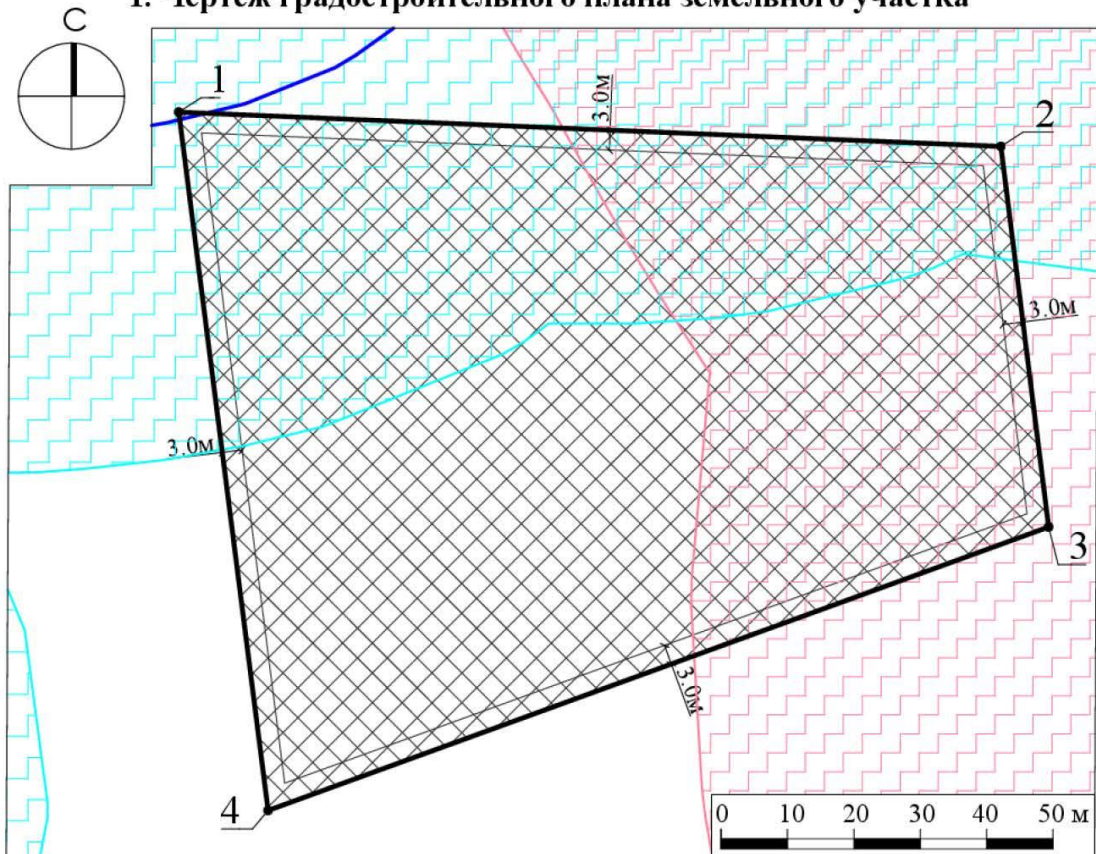 1. Чертеж градостроительного плана земельного участка
С
1
2
3.0м
3.0м
3.0м
3
3.0м
4
0 10 20 30 40 50 м